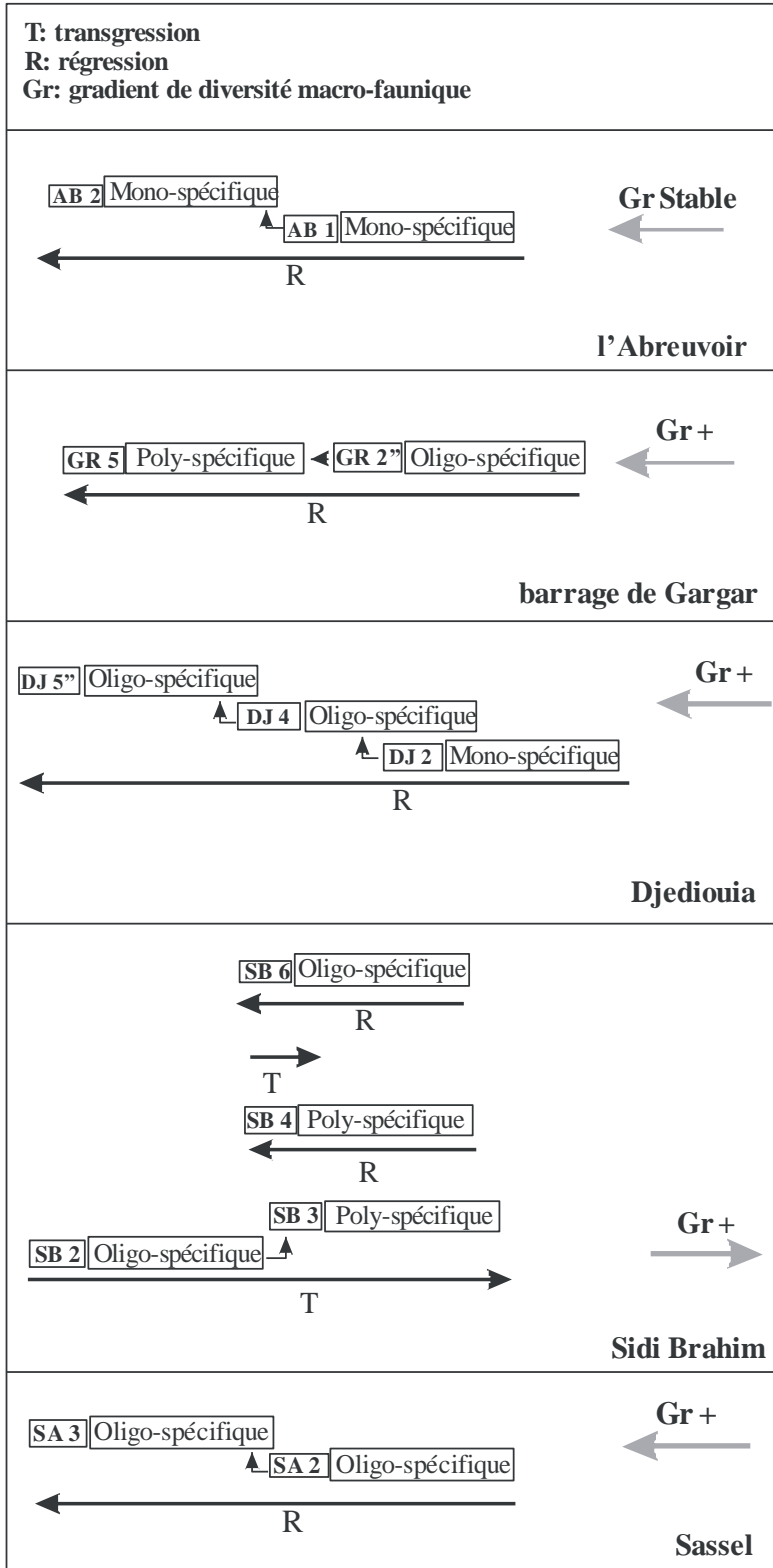 T: transgression
R: régression
Gr: gradient de diversité macro-faunique
AB 2 Mono-spécifique
Gr Stable
AB 1 Mono-spécifique
R
l’Abreuvoir
Gr +
GR 5 Poly-spécifique GR 2” Oligo-spécifique
R
barrage de Gargar
DJ 5” Oligo-spécifique
Gr +
DJ 4 Oligo-spécifique
DJ 2 Mono-spécifique
R
Djediouia
SB 6 Oligo-spécifique
R
T
SB 4 Poly-spécifique
R
SB 3 Poly-spécifique
Gr +
SB 2 Oligo-spécifique
T
Sidi Brahim
Gr +
SA 3 Oligo-spécifique
SA 2 Oligo-spécifique
R
Sassel